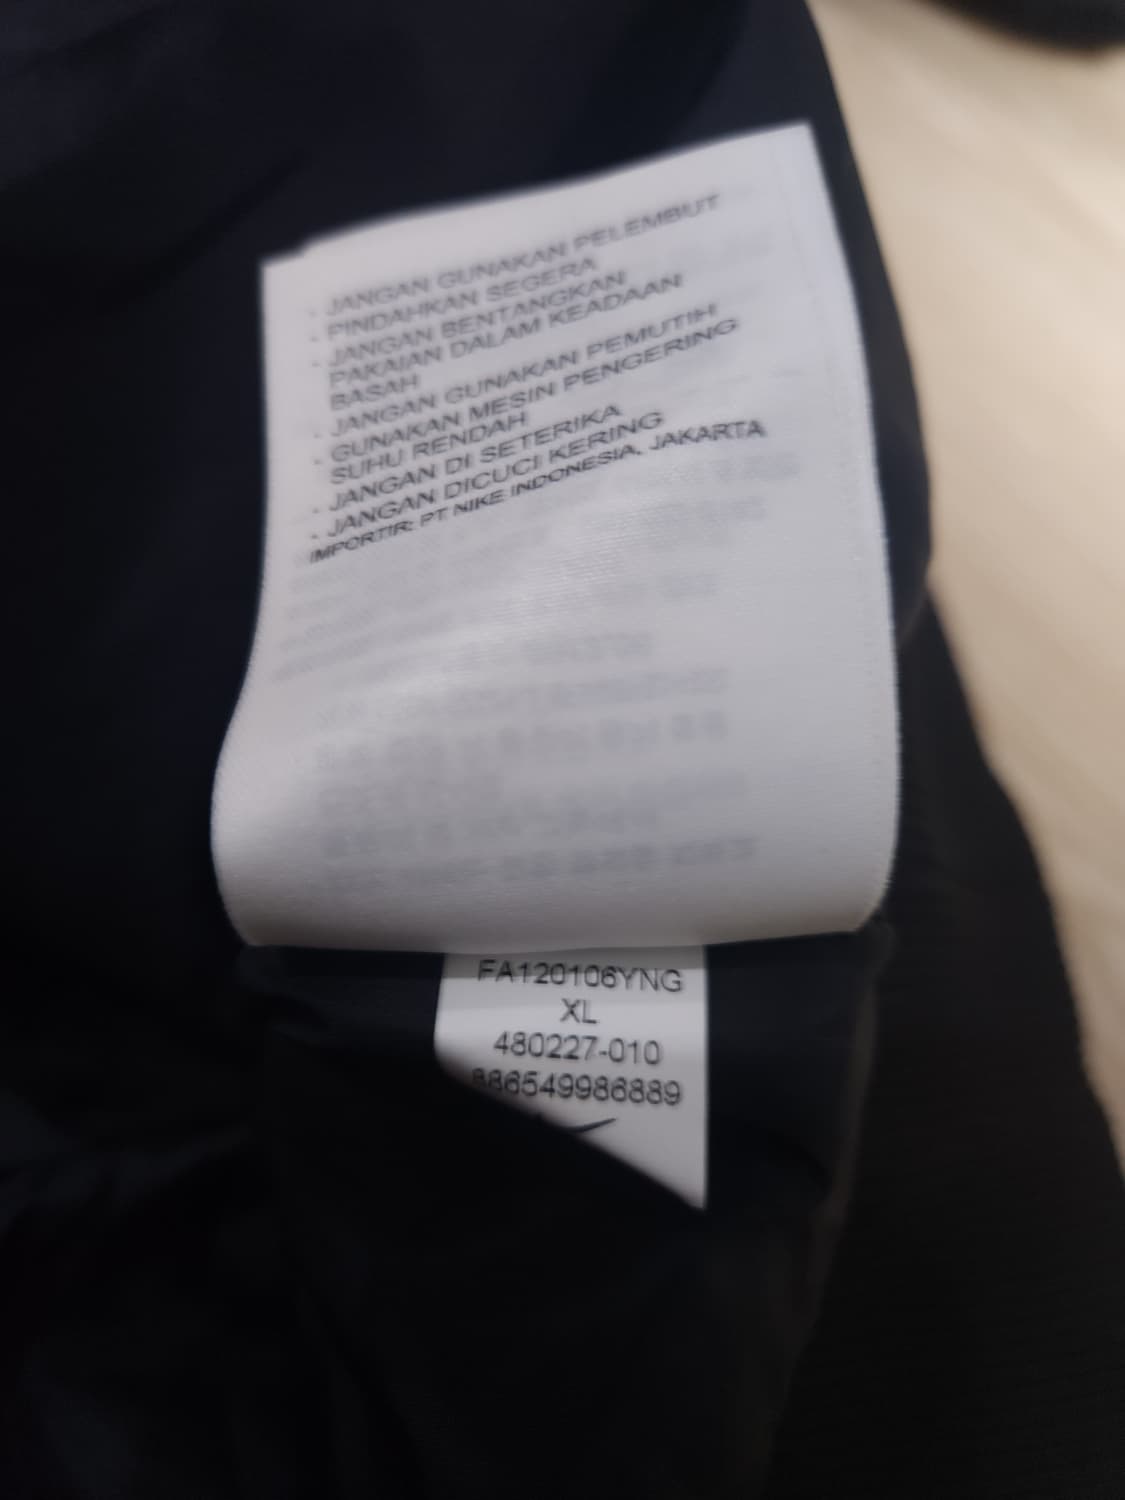 - JANGAN GUNAKAN PELEMBUT
- PINDAHKAN SEGERA
- JANGAN BENTANGKAN
PAKAIAN DALAM KEADAAN
BASAH
- JANGAN GUNAKAN PEMUTIH
- GUNAKAN MESIN PENGERING
SUHU RENDAH
- JANGAN DI SETERIKA
- JANGAN DICUCI KERING
IMPORTIR: PT NIKE INDONESIA, JAKARTA
FA120106YNG
XL
480227-010
886549986889